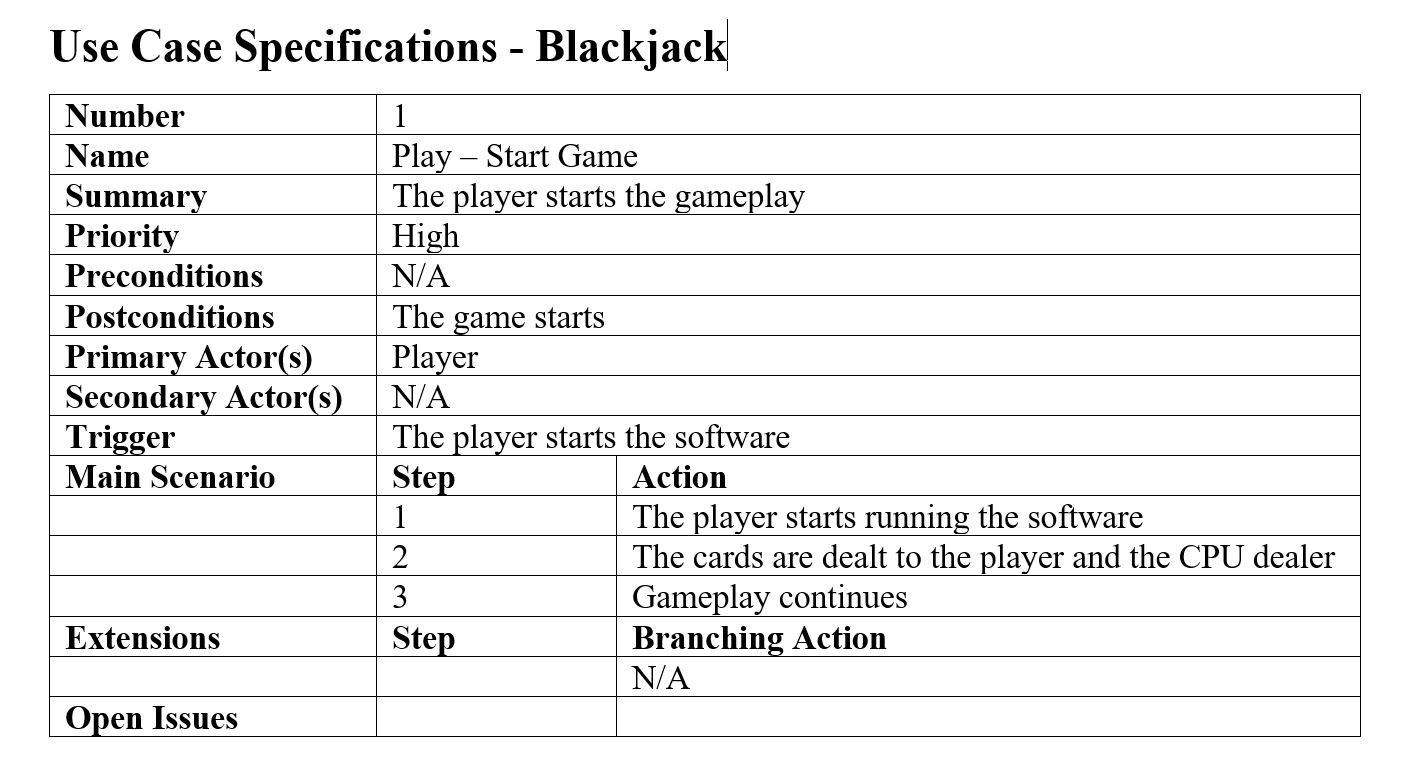 Use Case Specifications - Blackjack
Number 1
Name Play – Start Game
Summary The player starts the gameplay
Priority High
Preconditions N/A
Postconditions The game starts
Primary Actor(s) Player
Secondary Actor(s) N/A
Trigger The player starts the software
Main Scenario Step Action
1 The player starts running the software
2 The cards are dealt to the player and the CPU dealer
3 Gameplay continues
Extensions Step Branching Action
N/A
Open Issues